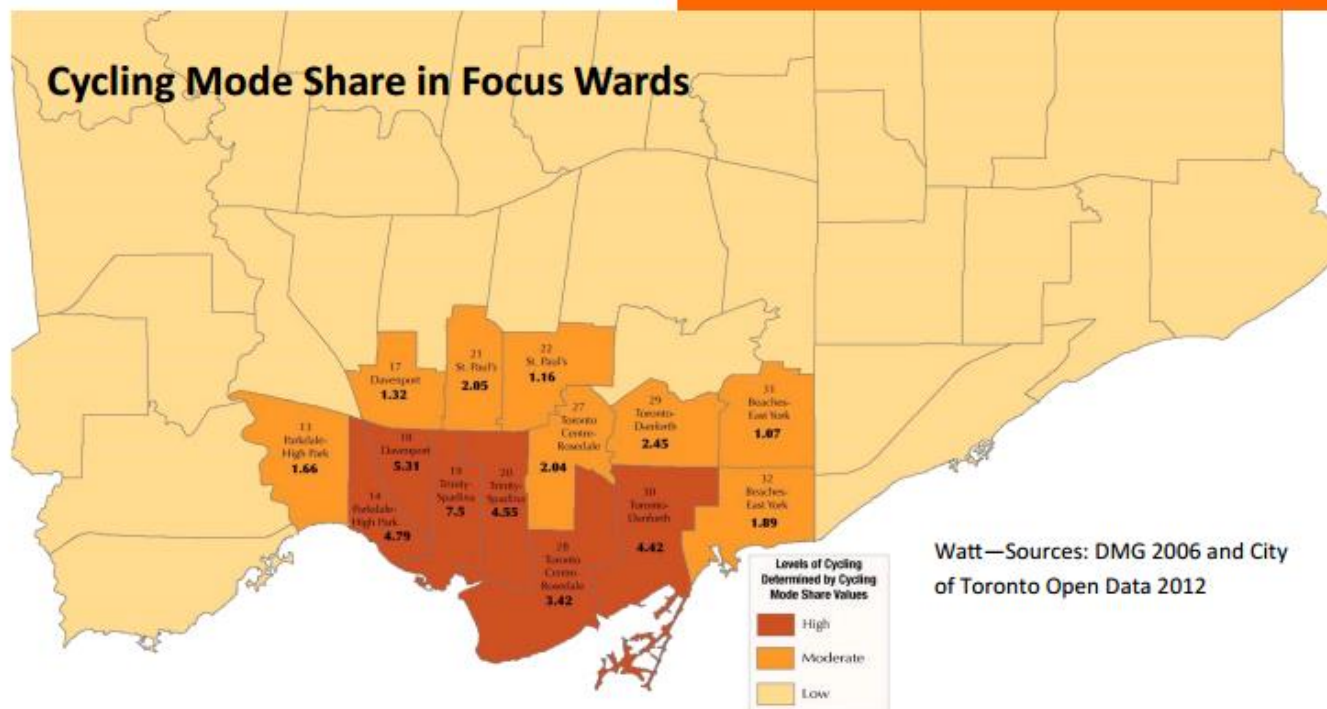 Cycling Mode Share in Focus Wards
17
Davenport
1.32
21
St. Paul's
2.05
22
St. Paul's
1.16
13
Parkdale-
High Park
1.66
18
Davenport
5.31
14
Parkdale-
High Park
4.79
19
Trinity-
Spadina
7.5
20
Trinity-
Spadina
4.55
27
Toronto
Centre-
Rosedale
2.04
28
Toronto
Centre-
Rosedale
3.42
29
Toronto-
Danforth
2.45
30
Toronto-
Danforth
4.42
31
Beaches-
East York
1.07
32
Beaches-
East York
1.89
Levels of Cycling
Determined by Cycling
Mode Share Values
High
Moderate
Low
Watt—Sources: DMG 2006 and City
of Toronto Open Data 2012